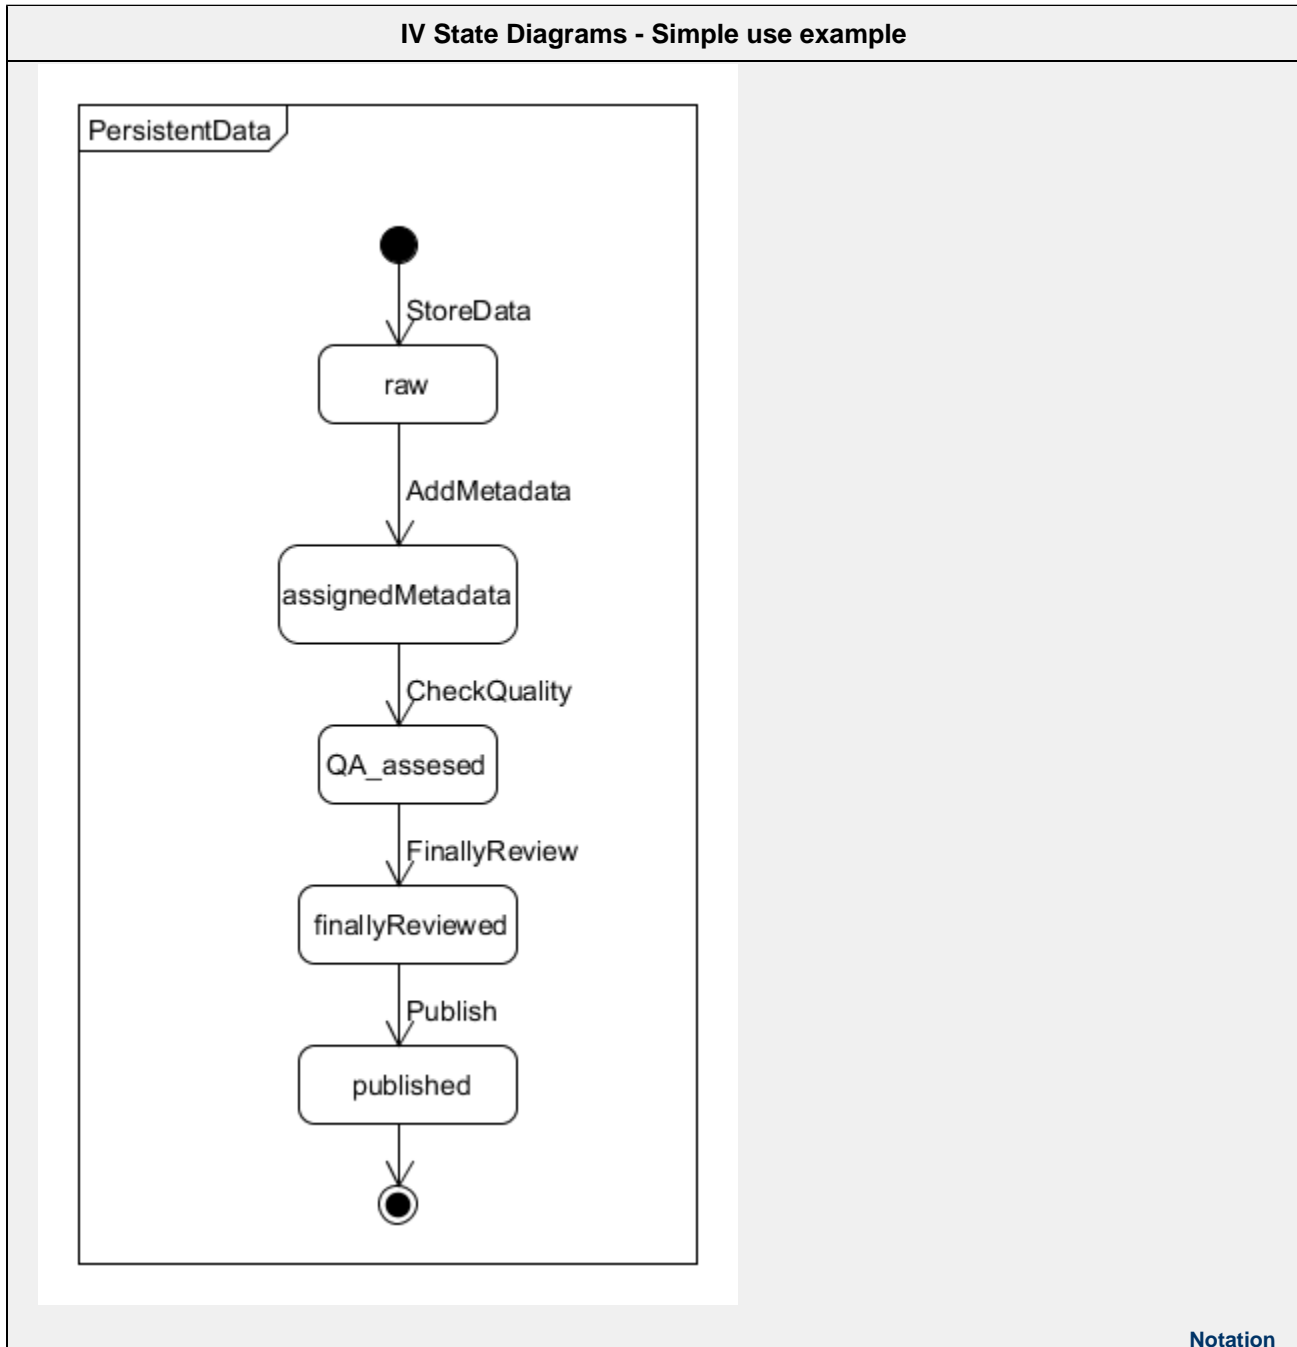 IV State Diagrams - Simple use example
PersistentData
StoreData
raw
AddMetadata
assignedMetadata
CheckQuality
QA_assesed
FinallyReview
finallyReviewed
Publish
published
Notation